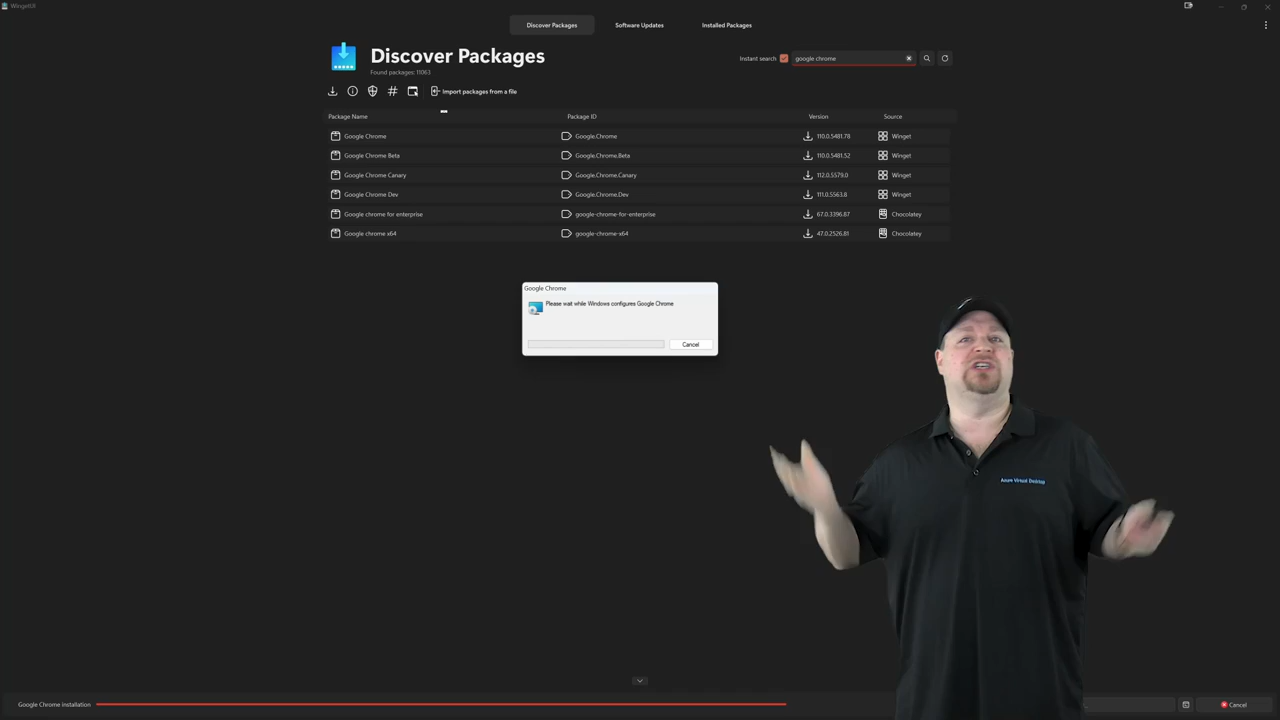 WingetUI
Discover Packages
Software Updates
Installed Packages
Discover Packages
Found packages: 11063
Instant search
google chrome
Import packages from a file
Package Name Package ID Version Source
Google Chrome Google.Chrome 110.0.5481.78 Winget
Google Chrome Beta Google.Chrome.Beta 110.0.5481.52 Winget
Google Chrome Canary Google.Chrome.Canary 112.0.5579.0 Winget
Google Chrome Dev Google.Chrome.Dev 111.0.5563.8 Winget
Google chrome for enterprise google-chrome-for-enterprise 67.0.3396.87 Chocolatey
Google chrome x64 google-chrome-x64 47.0.2526.81 Chocolatey
Google Chrome
Please wait while Windows configures Google Chrome
Cancel
Azure Virtual Desktop
Google Chrome installation
Cancel